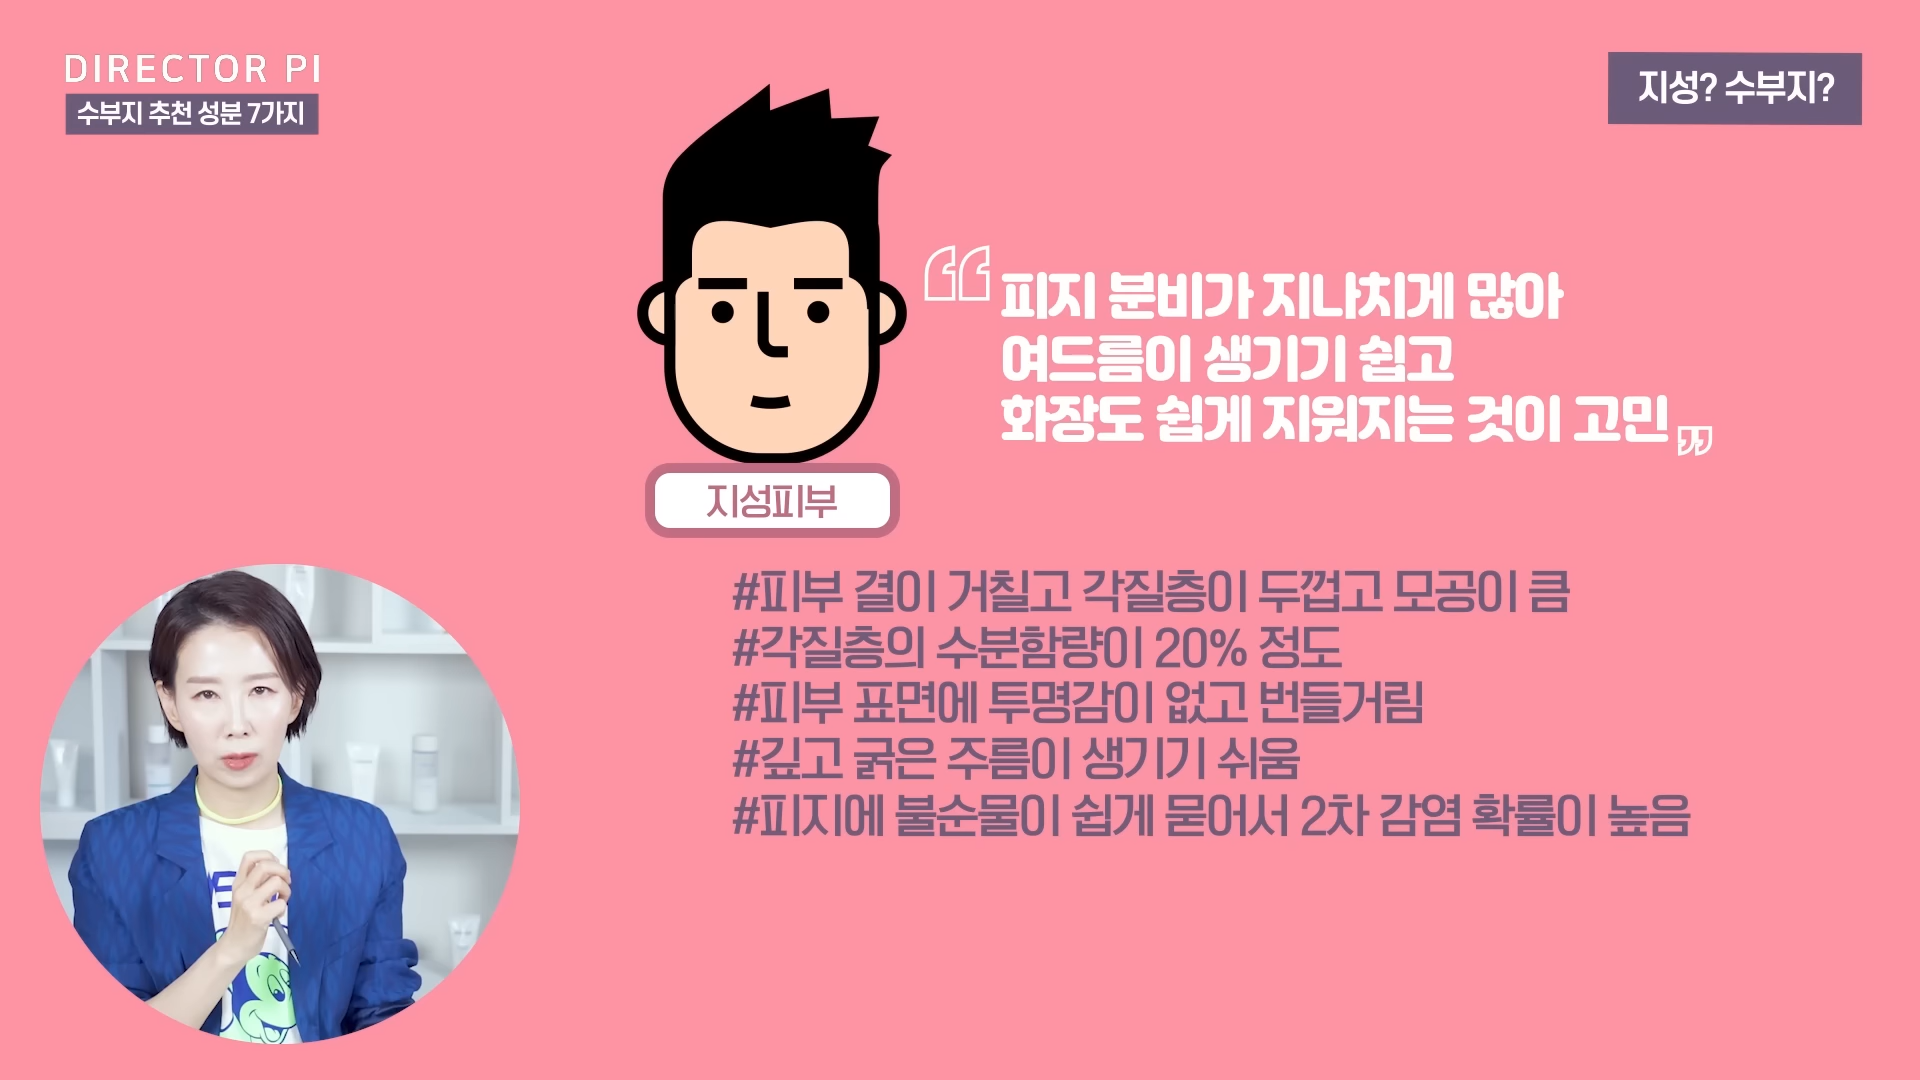 DIRECTOR PI
수부지 추천 성분 7가지
지성? 수부지?
피지 분비가 지나치게 많아
여드름이 생기기 쉽고
화장도 쉽게 지워지는 것이 고민
지성피부
#피부 결이 거칠고 각질층이 두껍고 모공이 큼
#각질층의 수분함량이 20% 정도
#피부 표면에 투명감이 없고 번들거림
#깊고 굵은 주름이 생기기 쉬움
#피지에 불순물이 쉽게 묻어서 2차 감염 확률이 높음